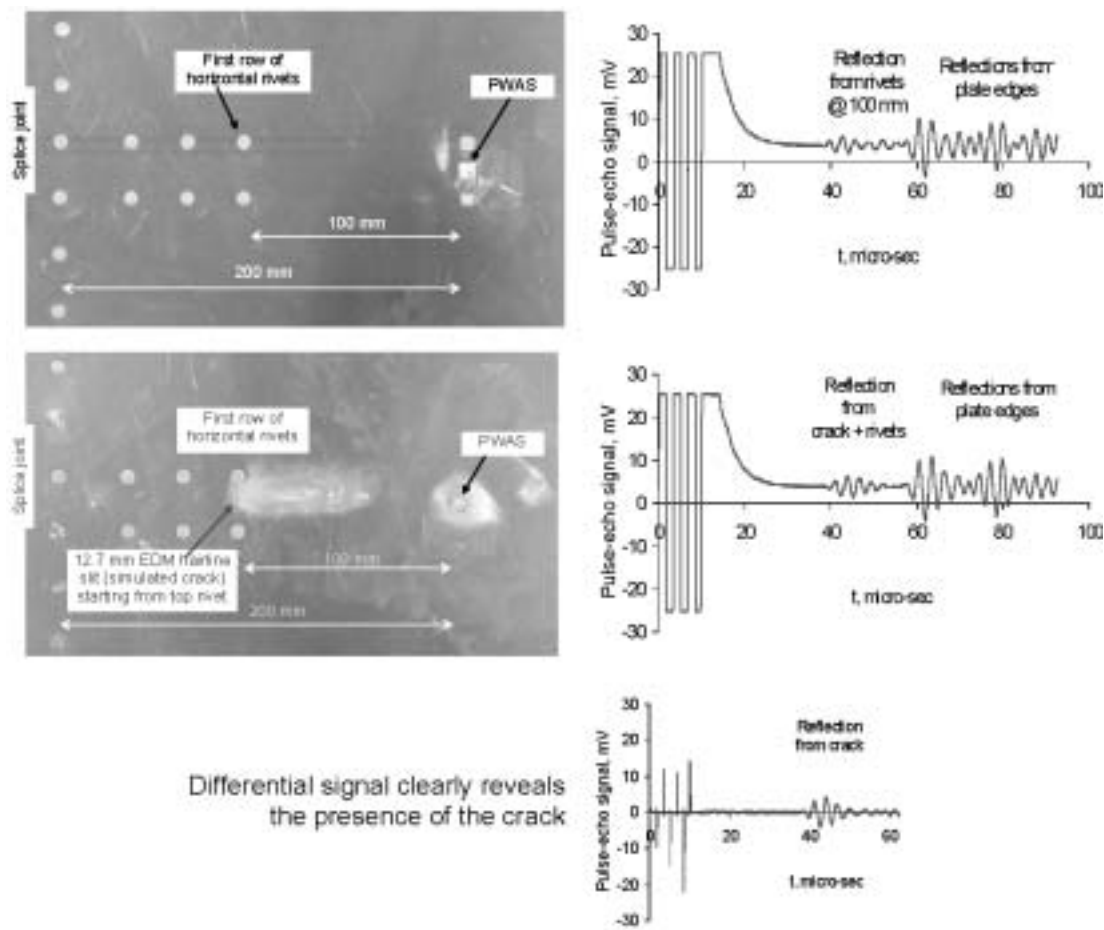 First row of
horizontal rivets
PWAS
Splice joint
100 mm
200 mm
30
20
10
0
-10
-20
-30
Pulse-echo signal, mV
Reflection
from rivets
@ 100 mm
Reflections from
plate edges
0
20
40
60
80
100
t, micro-sec
First row of
horizontal rivets
PWAS
Splice joint
12.7 mm EDM hairline
slit (simulated crack)
starting from top rivet
100 mm
200 mm
30
20
10
0
-10
-20
-30
Pulse-echo signal, mV
Reflection
from
crack + rivets
Reflections from
plate edges
0
20
40
60
80
100
t, micro-sec
Differential signal clearly reveals
the presence of the crack
30
20
10
0
-10
-20
-30
Pulse-echo signal, mV
Reflection
from crack
0
20
40
60
t, micro-sec